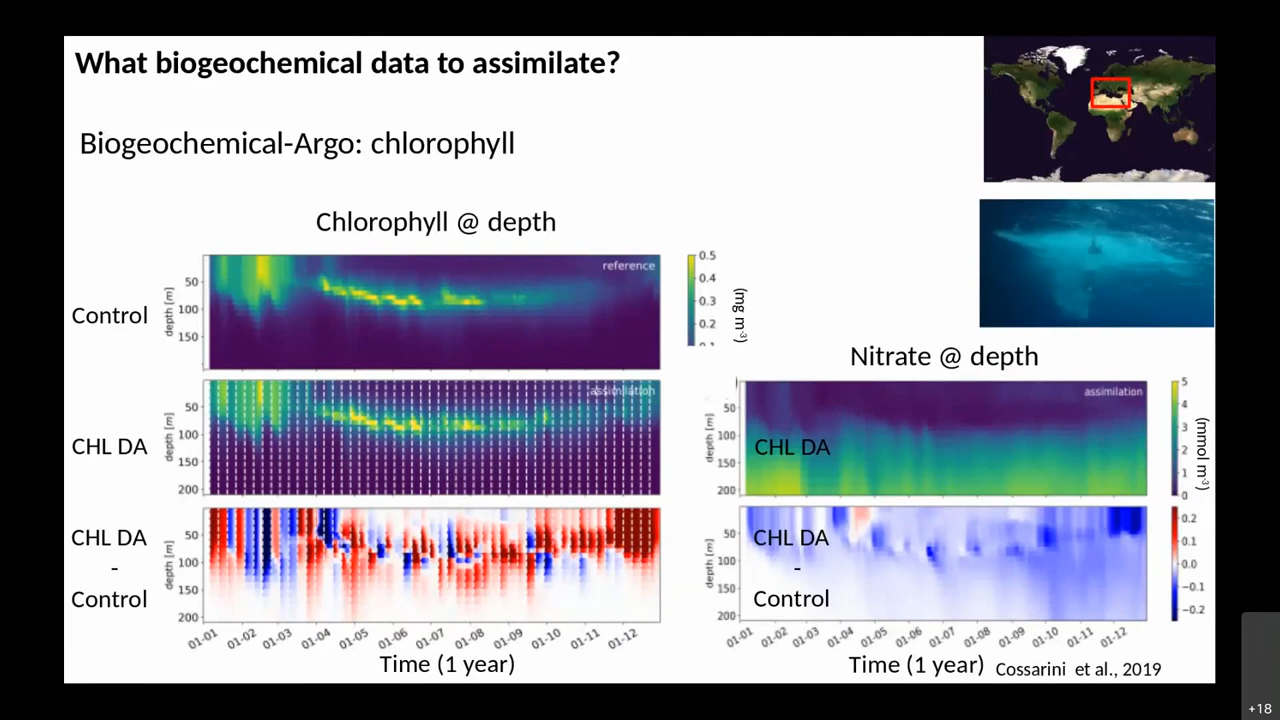 What biogeochemical data to assimilate?
Biogeochemical-Argo: chlorophyll
Chlorophyll @ depth
Control
depth [m]
50
100
150
reference
0.5
0.4
0.3
0.2
0.1
(mg m-3)
CHL DA
depth [m]
50
100
150
200
assimilation
CHL DA
-
Control
depth [m]
50
100
150
200
01-01 01-02 01-03 01-04 01-05 01-06 01-07 01-08 01-09 01-10 01-11 01-12
Time (1 year)
Nitrate @ depth
depth [m]
50
100
150
200
CHL DA
assimilation
5
4
3
2
1
0
(mmol m-3)
depth [m]
50
100
150
200
CHL DA
-
Control
0.2
0.1
0.0
−0.1
−0.2
01-01 01-02 01-03 01-04 01-05 01-06 01-07 01-08 01-09 01-10 01-11 01-12
Time (1 year)
Cossarini et al., 2019
+18